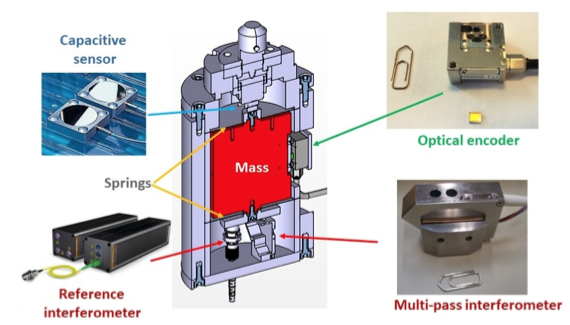 Capacitive
sensor
Optical encoder
Mass
Springs
Reference
interferometer
Multi-pass interferometer